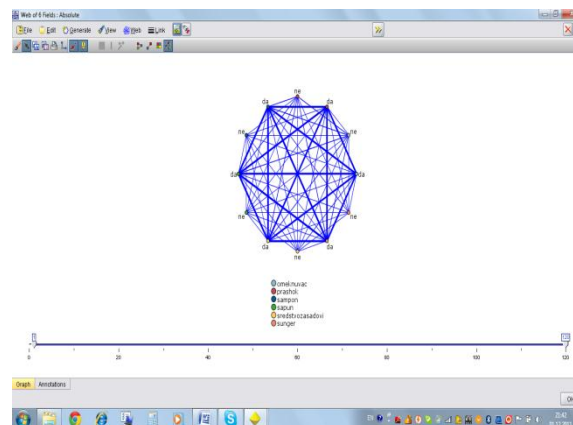 Web of 6 Fields: Absolute
File Edit Generate View Web Link
ne
da da
ne ne
da da
ne ne
da da
ne
omeknuvac
prashok
sampon
sapun
sredstvozasadovi
sunger
0 20 40 60 80 100 120
Graph Annotations